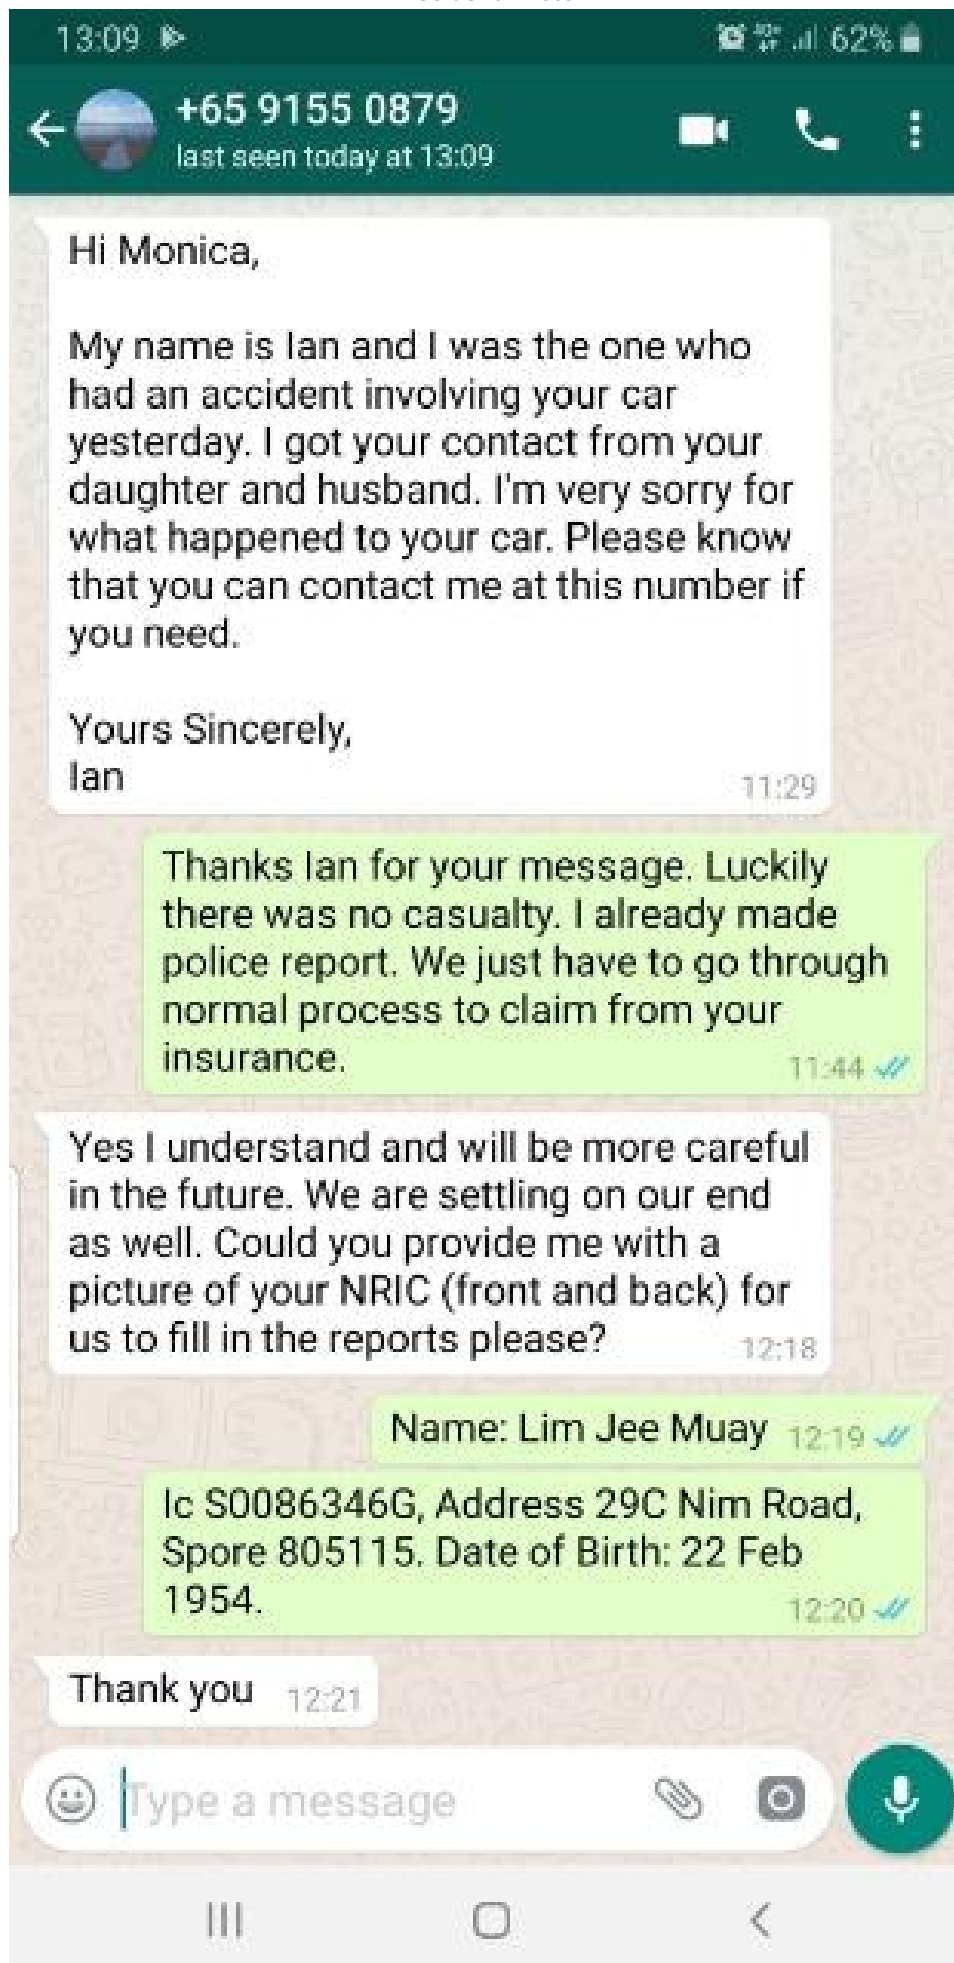 13:09 62%
+65 9155 0879
last seen today at 13:09
Hi Monica,
My name is Ian and I was the one who
had an accident involving your car
yesterday. I got your contact from your
daughter and husband. I'm very sorry for
what happened to your car. Please know
that you can contact me at this number if
you need.
Yours Sincerely,
Ian
11:29
Thanks Ian for your message. Luckily
there was no casualty. I already made
police report. We just have to go through
normal process to claim from your
insurance.
11:44
Yes I understand and will be more careful
in the future. We are settling on our end
as well. Could you provide me with a
picture of your NRIC (front and back) for
us to fill in the reports please?
12:18
Name: Lim Jee Muay 12:19
Ic S0086346G, Address 29C Nim Road,
Spore 805115. Date of Birth: 22 Feb
1954.
12:20
Thank you 12:21
Type a message